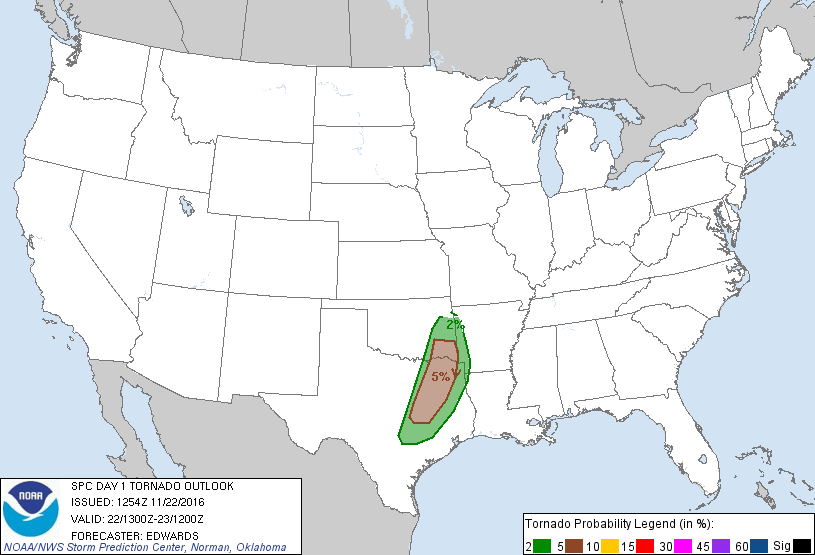 2%
5%
NOAA
SPC DAY 1 TORNADO OUTLOOK
ISSUED: 1254Z 11/22/2016
VALID: 22/1300Z-23/1200Z
FORECASTER: EDWARDS
NOAA/NWS Storm Prediction Center, Norman, Oklahoma
Tornado Probability Legend (in %):
2 5 10 15 30 45 60 Sig